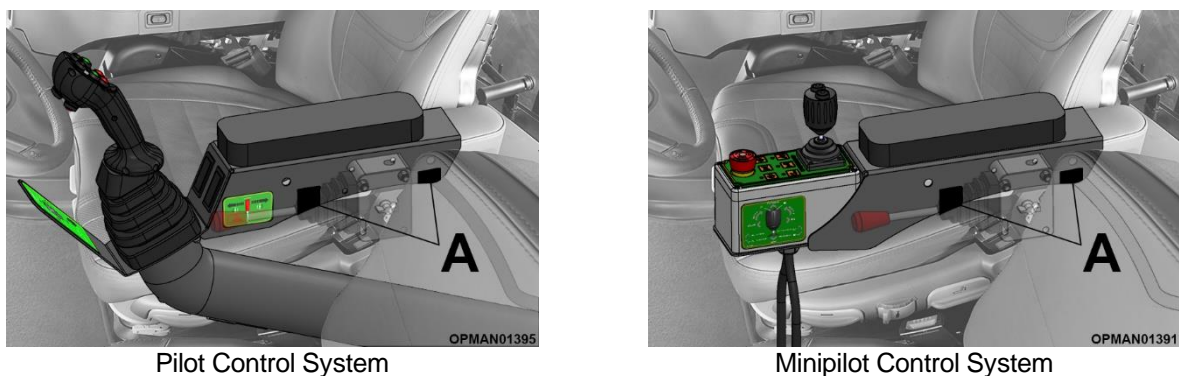 A
OPMAN01395
Pilot Control System
A
OPMAN01391
Minipilot Control System